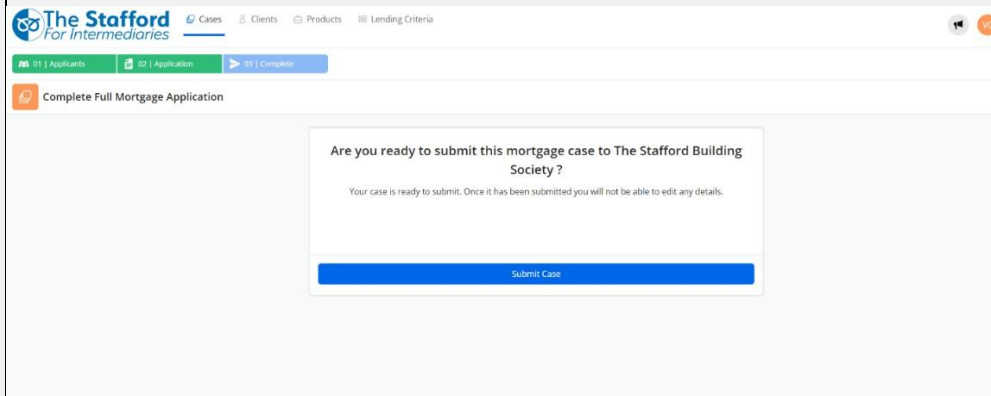 The Stafford
For Intermediaries
Cases Clients Products Lending Criteria
01 | Applicants 02 | Application 03 | Complete
Complete Full Mortgage Application
Are you ready to submit this mortgage case to The Stafford Building
Society ?
Your case is ready to submit. Once it has been submitted you will not be able to edit any details.
Submit Case